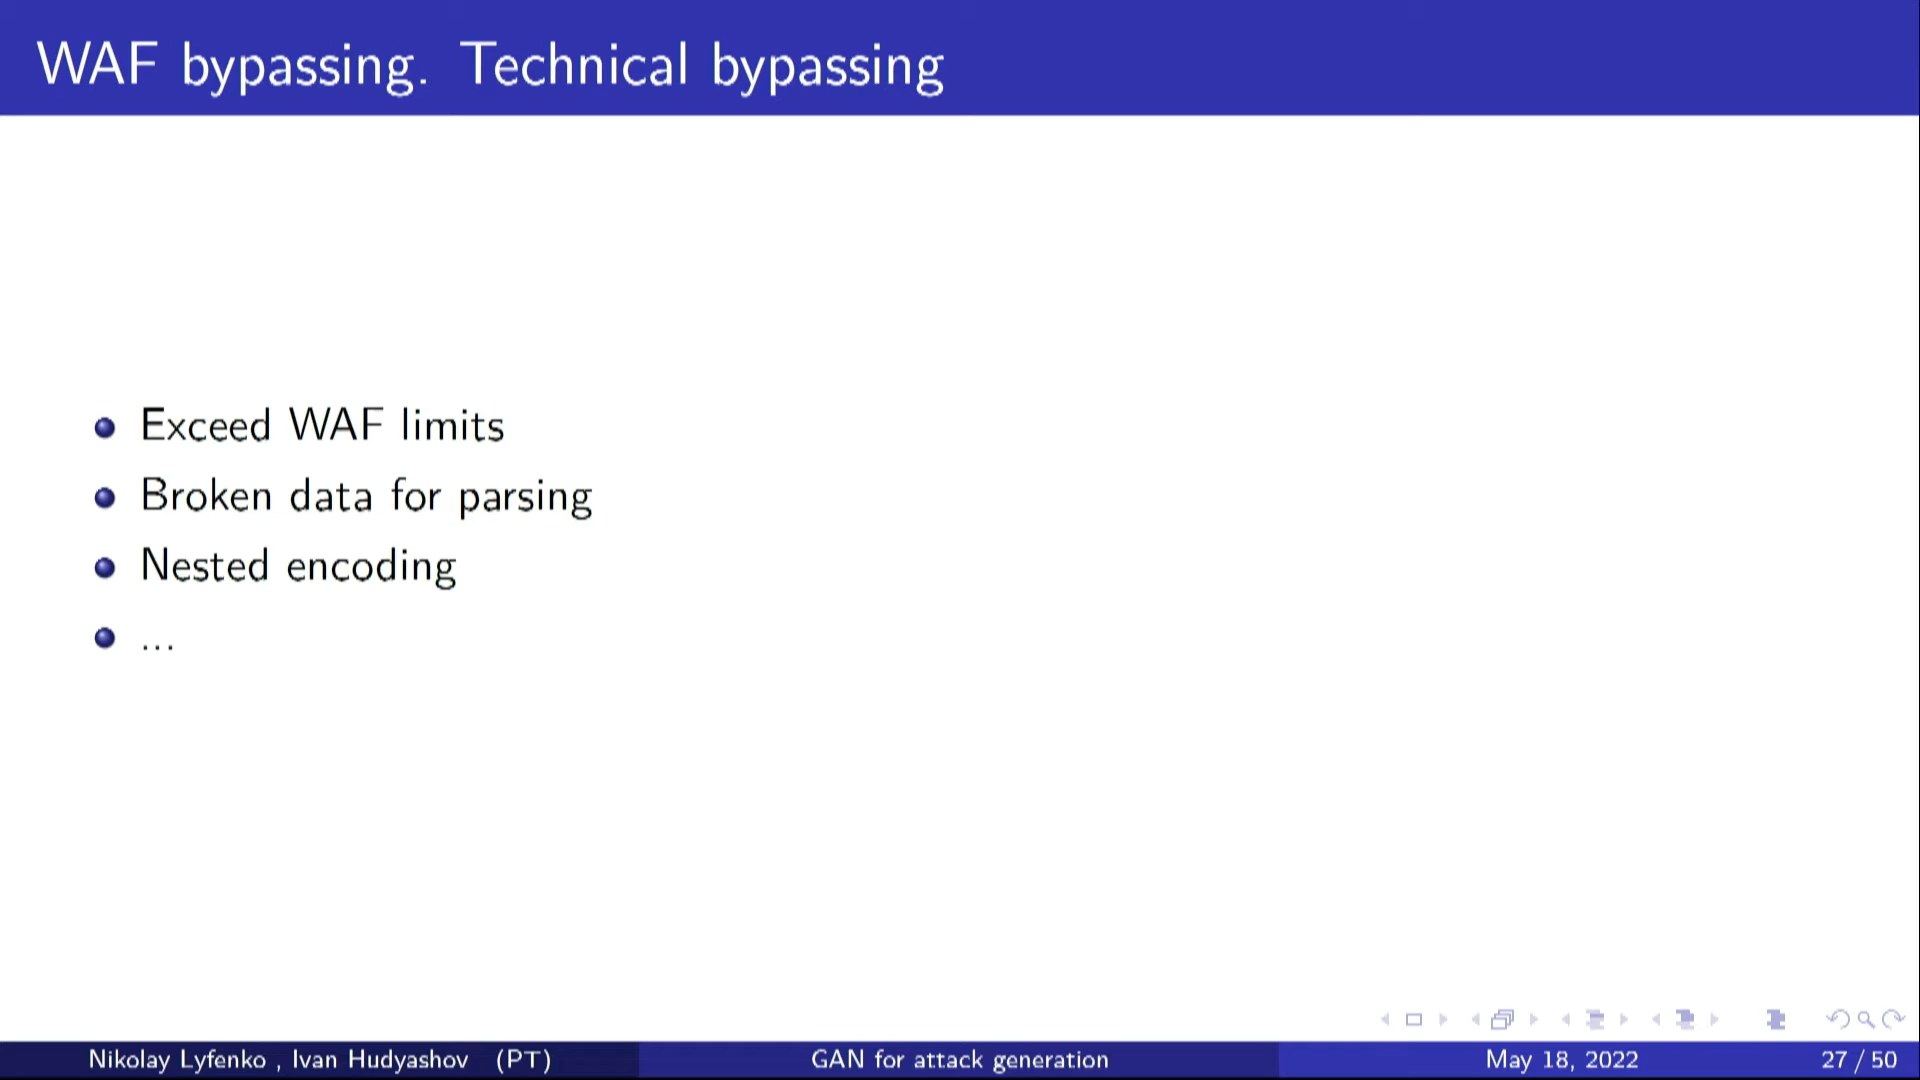 WAF bypassing. Technical bypassing
Exceed WAF limits
Broken data for parsing
Nested encoding
...
Nikolay Lyfenko , Ivan Hudyashov (PT)
GAN for attack generation
May 18, 2022
27 / 50